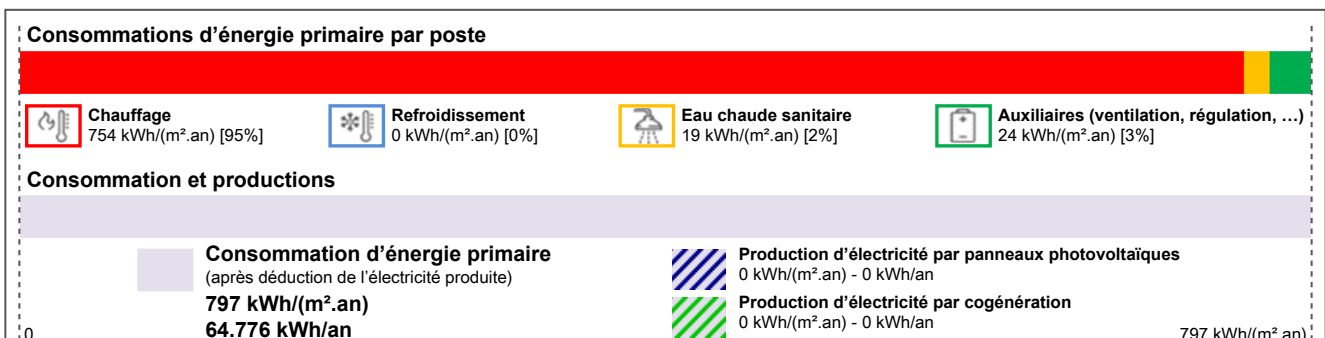 Consommations d’énergie primaire par poste
Chauffage
754 kWh/(m².an) [95%]
Refroidissement
0 kWh/(m².an) [0%]
Eau chaude sanitaire
19 kWh/(m².an) [2%]
Auxiliaires (ventilation, régulation, …)
24 kWh/(m².an) [3%]
Consommation et productions
Consommation d’énergie primaire
(après déduction de l’électricité produite)
797 kWh/(m².an)
64.776 kWh/an
Production d’électricité par panneaux photovoltaïques
0 kWh/(m².an) - 0 kWh/an
Production d’électricité par cogénération
0 kWh/(m².an) - 0 kWh/an
0
797 kWh/(m².an)